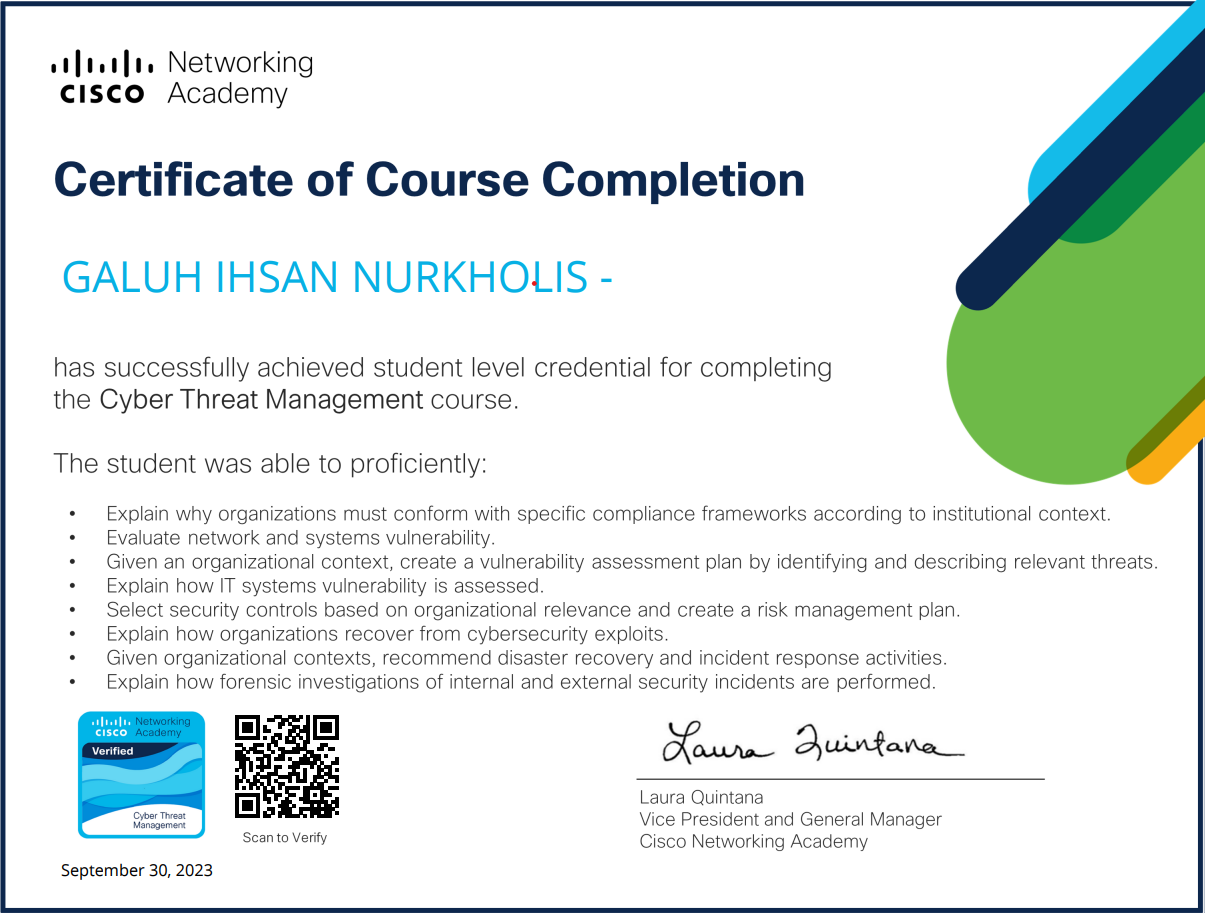 Networking
Academy
CISCO
Certificate of Course Completion
GALUH IHSAN NURKHOLIS -
has successfully achieved student level credential for completing
the Cyber Threat Management course.
The student was able to proficiently:
• Explain why organizations must conform with specific compliance frameworks according to institutional context.
• Evaluate network and systems vulnerability.
• Given an organizational context, create a vulnerability assessment plan by identifying and describing relevant threats.
• Explain how IT systems vulnerability is assessed.
• Select security controls based on organizational relevance and create a risk management plan.
• Explain how organizations recover from cybersecurity exploits.
• Given organizational contexts, recommend disaster recovery and incident response activities.
• Explain how forensic investigations of internal and external security incidents are performed.
Networking
Academy
CISCO
Verified
Cyber Threat
Management
Scan to Verify
September 30, 2023
Laura Quintana
Laura Quintana
Vice President and General Manager
Cisco Networking Academy